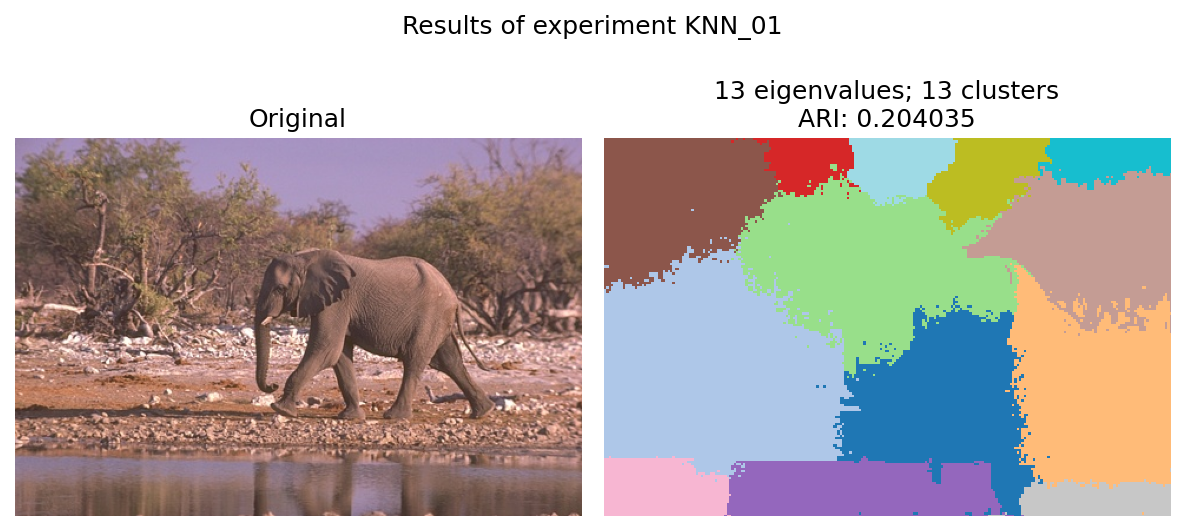 Results of experiment KNN_01
Original
13 eigenvalues; 13 clusters
ARI: 0.204035